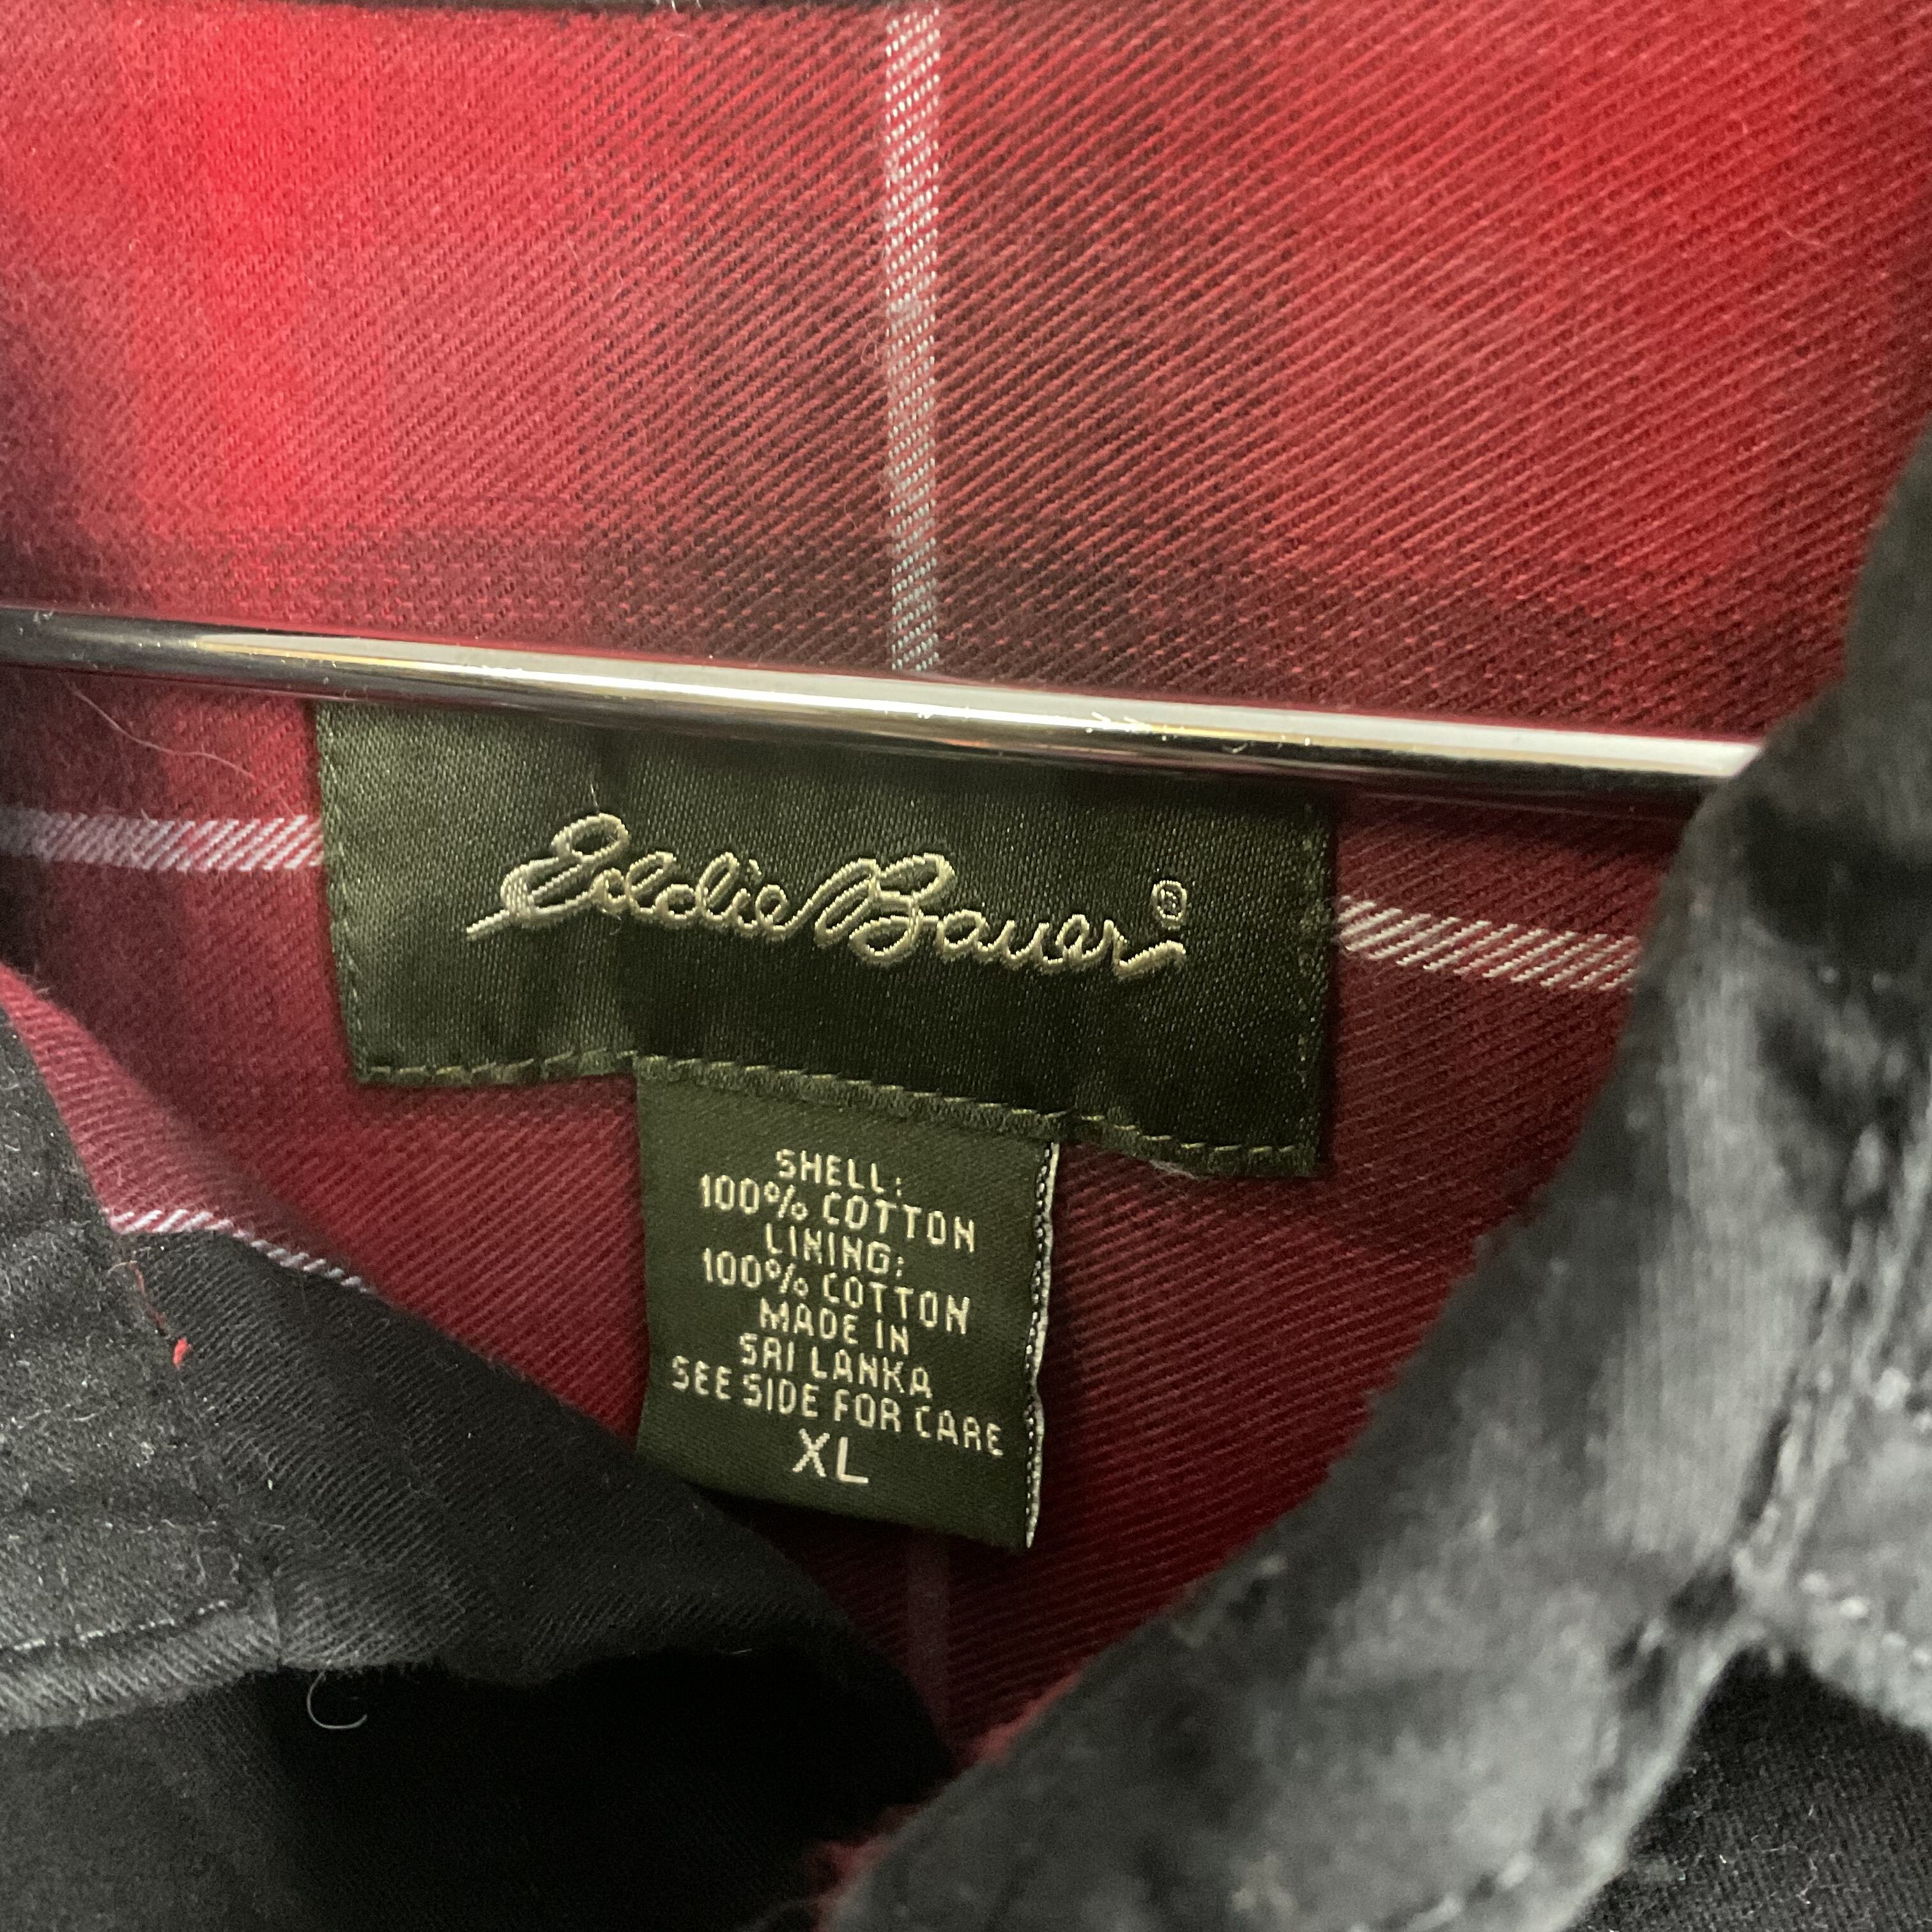 Eddie Bauer®
SHELL:
100% COTTON
LINING:
100% COTTON
MADE IN
SRI LANKA
SEE SIDE FOR CARE
XL